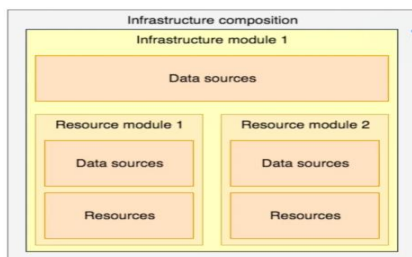 Infrastructure composition
Infrastructure module 1
Data sources
Resource module 1
Resource module 2
Data sources
Data sources
Resources
Resources